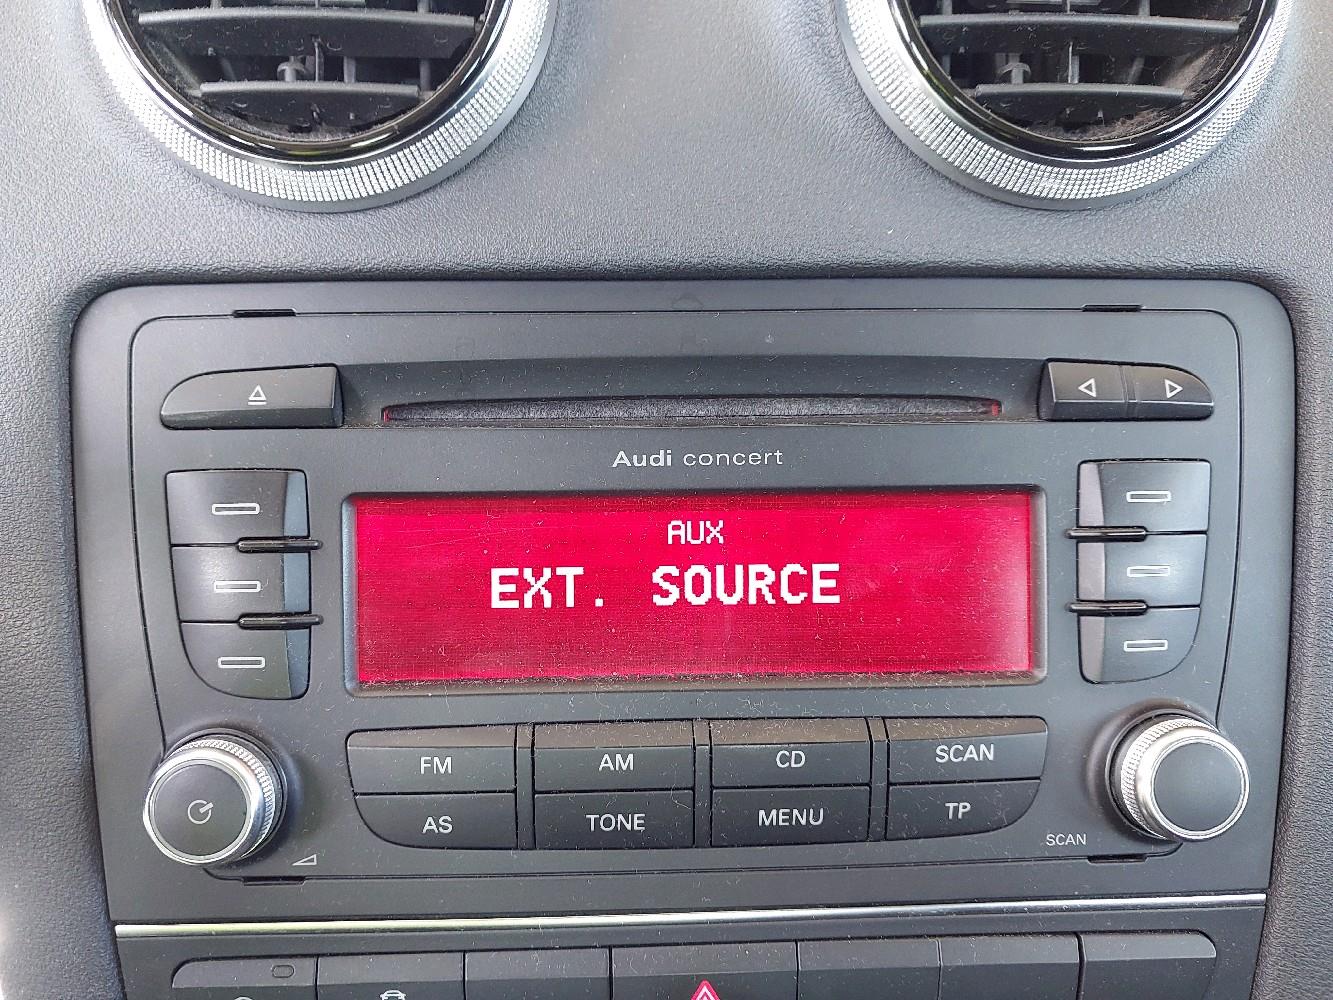 Audi concert
AUX
EXT. SOURCE
FM AM CD SCAN
AS TONE MENU TP
SCAN